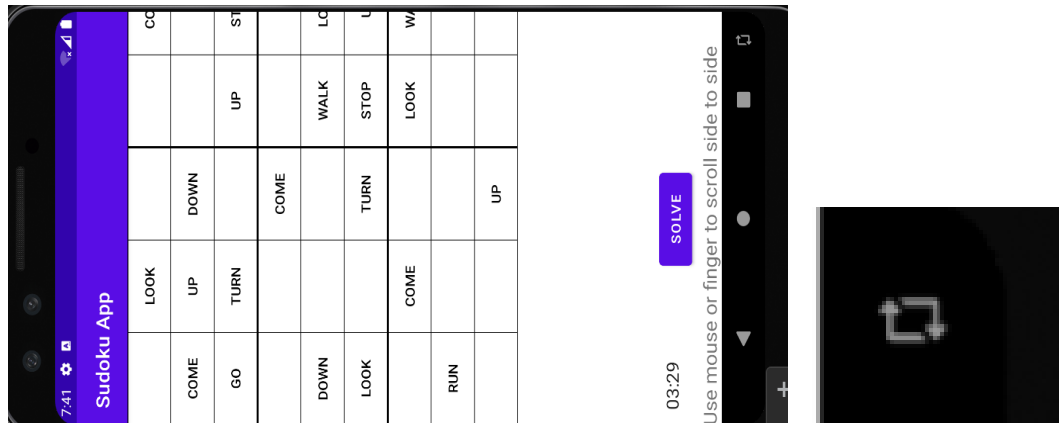 7:41
Sudoku App
LOOK
COME UP DOWN
GO TURN UP
COME
DOWN WALK
LOOK TURN STOP
COME LOOK
RUN
UP
03:29 SOLVE
Use mouse or finger to scroll side to side